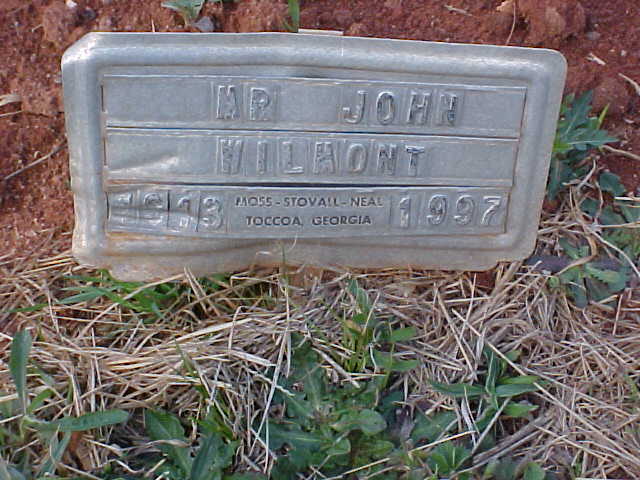 MR JOHN
WILMONT
1913 MOSS-STOVALL-NEAL 1997
TOCCOA, GEORGIA